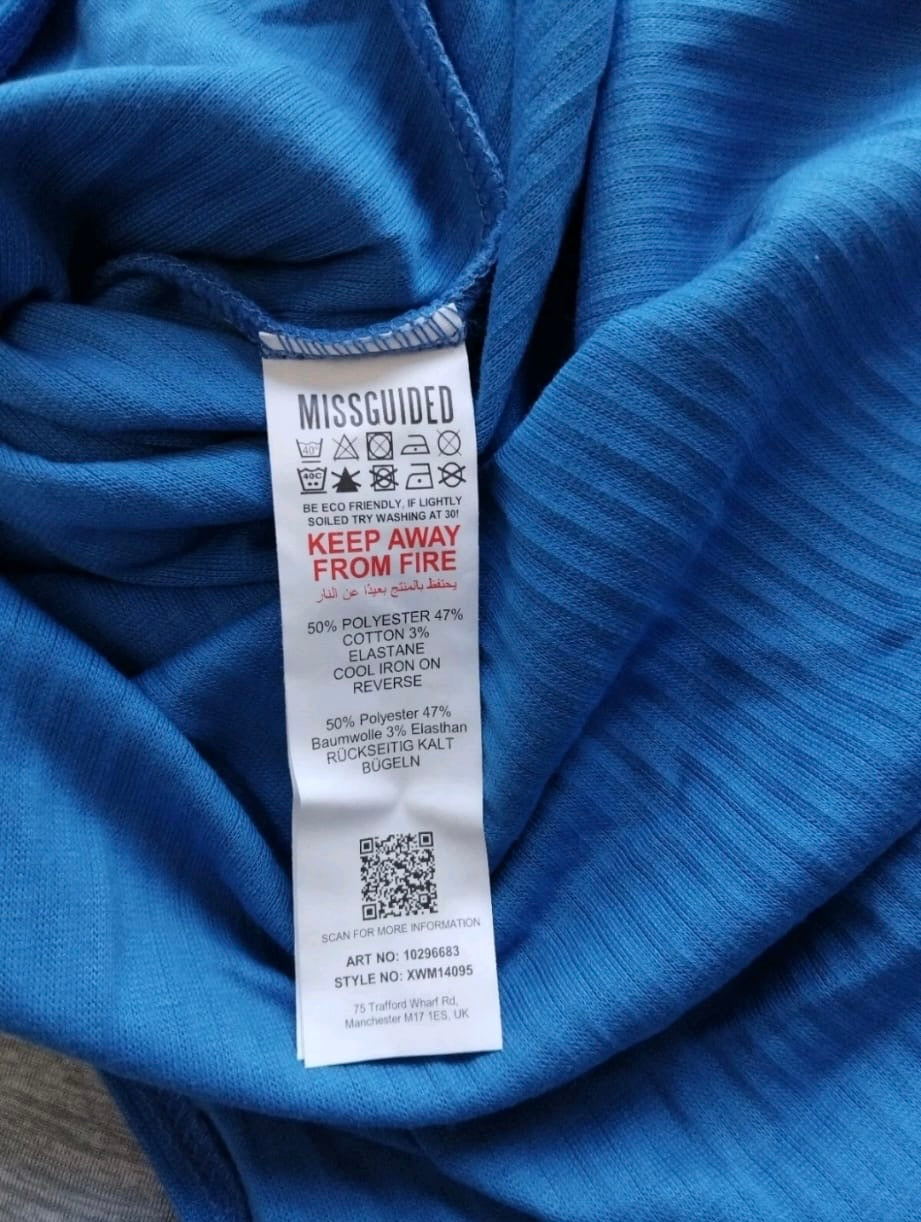 MISSGUIDED
40°
40C
BE ECO FRIENDLY, IF LIGHTLY
SOILED TRY WASHING AT 30!
KEEP AWAY
FROM FIRE
يحتفظ بالمنتج بعيدًا عن النار
50% POLYESTER 47%
COTTON 3%
ELASTANE
COOL IRON ON
REVERSE
50% Polyester 47%
Baumwolle 3% Elasthan
RÜCKSEITIG KALT
BÜGELN
SCAN FOR MORE INFORMATION
ART NO: 10296683
STYLE NO: XWM14095
75 Trafford Wharf Rd,
Manchester M17 1ES, UK